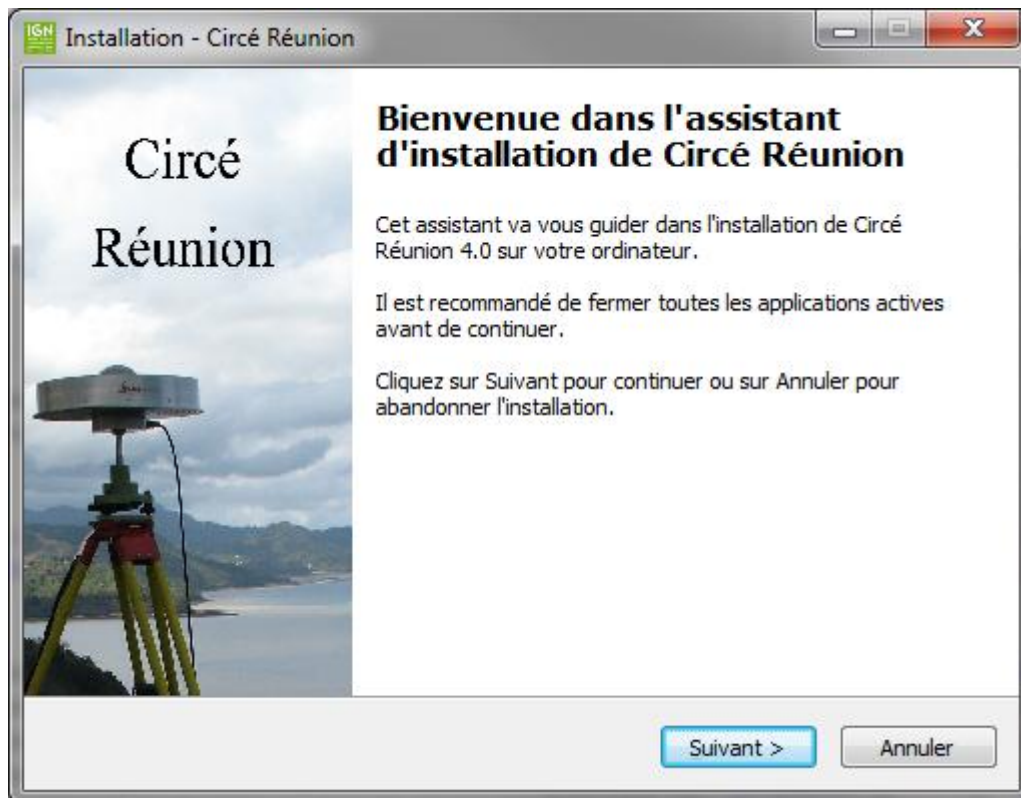 IGN
Installation - Circé Réunion
Circé
Réunion
Bienvenue dans l'assistant
d'installation de Circé Réunion
Cet assistant va vous guider dans l'installation de Circé
Réunion 4.0 sur votre ordinateur.
Il est recommandé de fermer toutes les applications actives
avant de continuer.
Cliquez sur Suivant pour continuer ou sur Annuler pour
abandonner l'installation.
Suivant >
Annuler